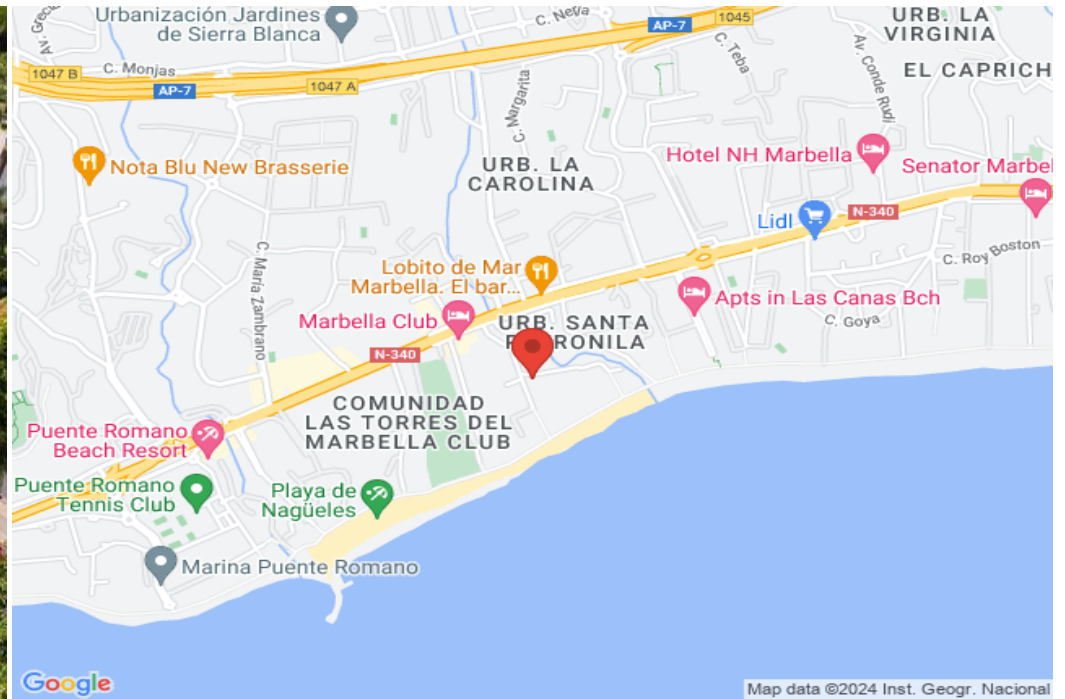 Urbanización Jardines
de Sierra Blanca
C. Neva
AP-7
1045
URB. LA
VIRGINIA
1047 B
C. Monjas
AP-7
1047 A
C. Teba
Av. Conde Rudi
EL CAPRICH
C. Margarita
Nota Blu New Brasserie
URB. LA
CAROLINA
Hotel NH Marbella
Senator Marbel
Lidl
N-340
C. María Zambrano
Lobito de Mar
Marbella. El bar...
C. Roy Boston
Apts in Las Canas Bch
Marbella Club
URB. SANTA
C. Goya
N-340
COMUNIDAD
LAS TORRES DEL
MARBELLA CLUB
Puente Romano
Beach Resort
Puente Romano
Tennis Club
Playa de
Nagüeles
Marina Puente Romano
Google
Map data ©2024 Inst. Geogr. Nacional